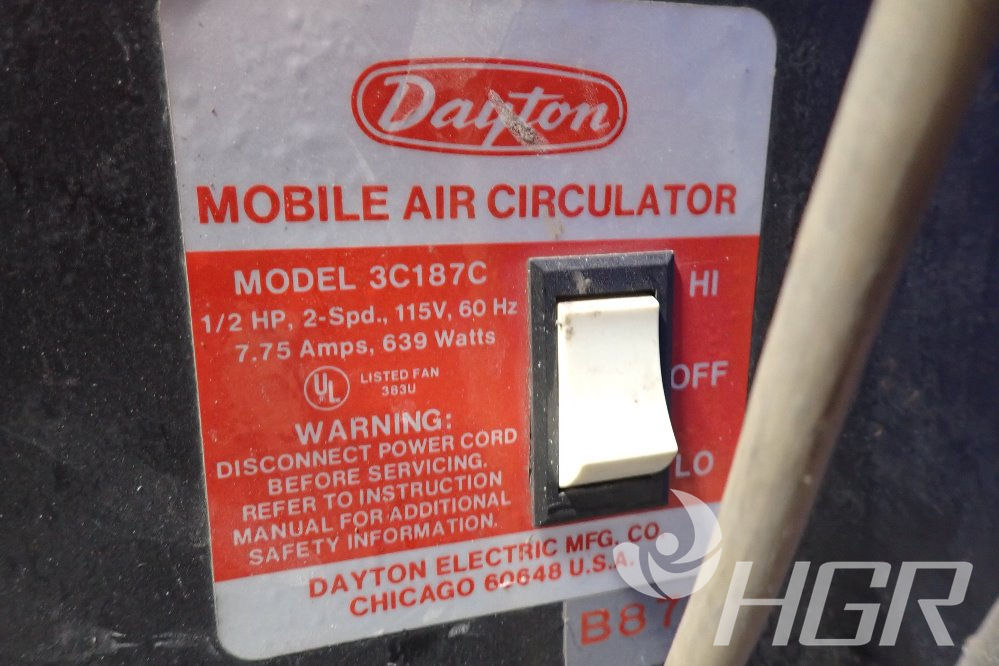 Dayton
MOBILE AIR CIRCULATOR
MODEL 3C187C
1/2 HP, 2-Spd., 115V, 60 Hz
7.75 Amps, 639 Watts
UL
LISTED FAN
383U
WARNING:
DISCONNECT POWER CORD
BEFORE SERVICING.
REFER TO INSTRUCTION
MANUAL FOR ADDITIONAL
SAFETY INFORMATION.
HI
OFF
LO
DAYTON ELECTRIC MFG. CO.
CHICAGO 60648 U.S.A.
HGR